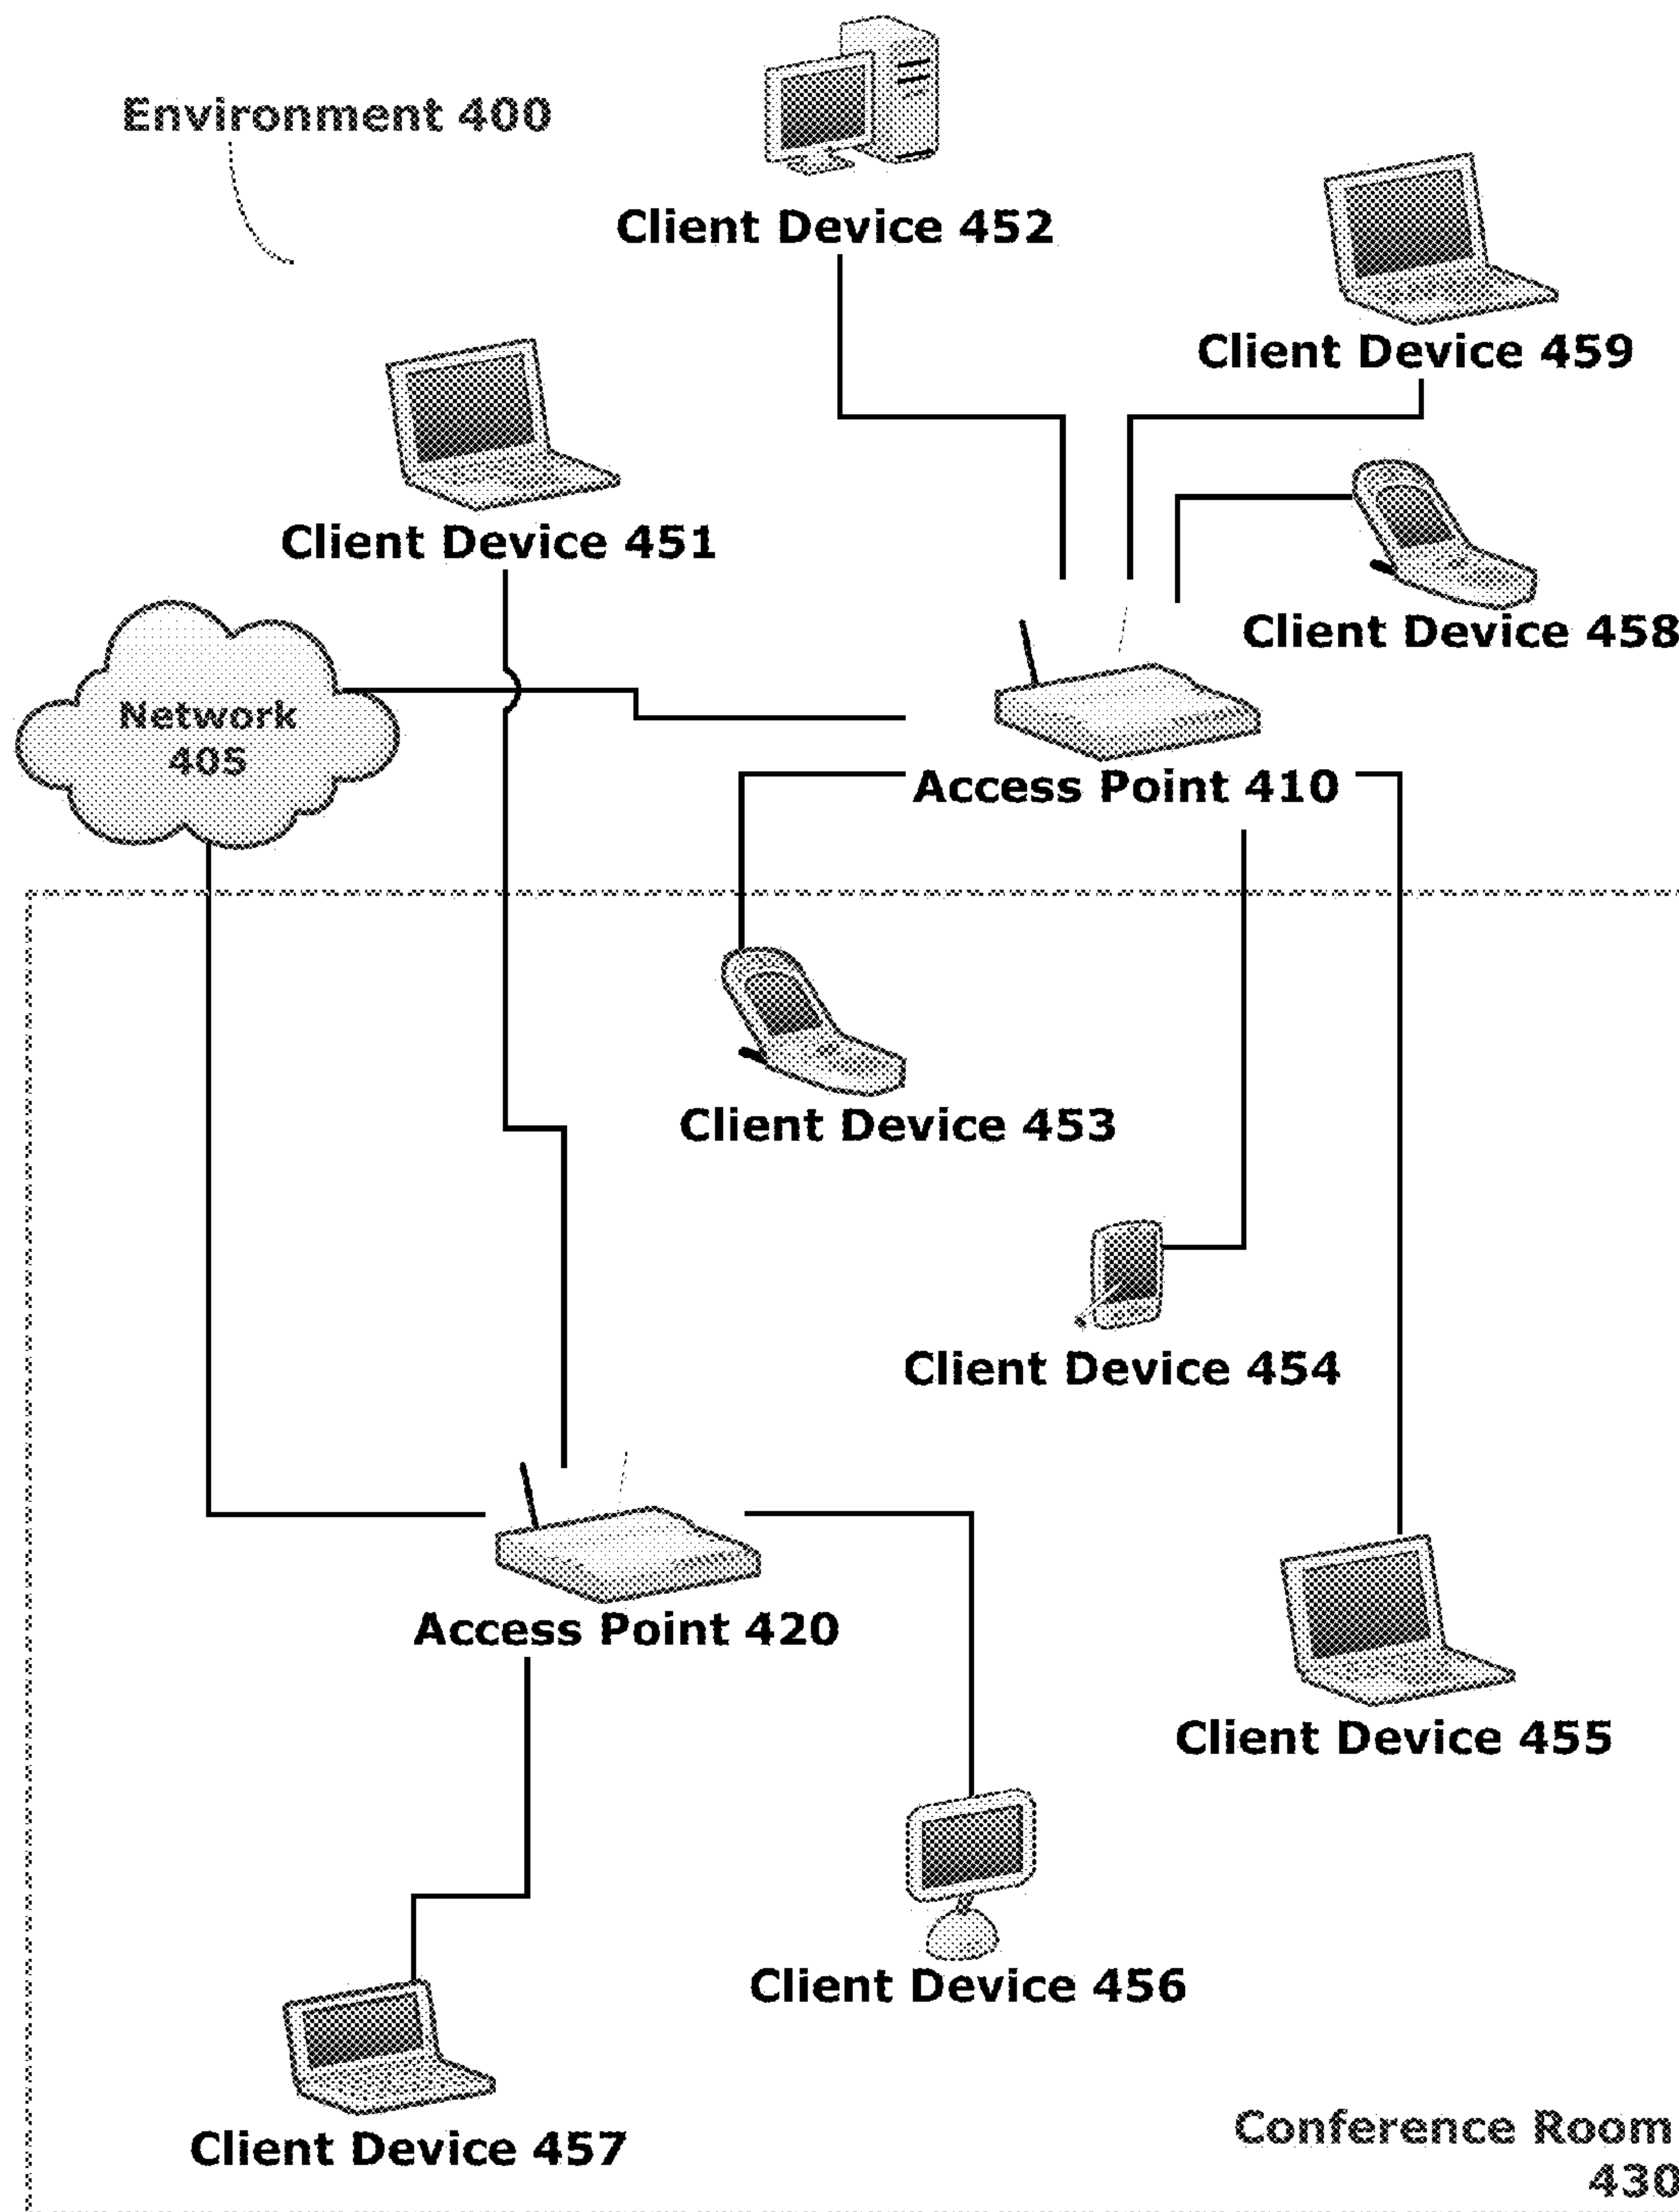 Environment 400
Client Device 452
Client Device 459
Client Device 451
Client Device 458
Network
405
Access Point 410
Client Device 453
Client Device 454
Access Point 420
Client Device 455
Client Device 456
Client Device 457
Conference Room
430